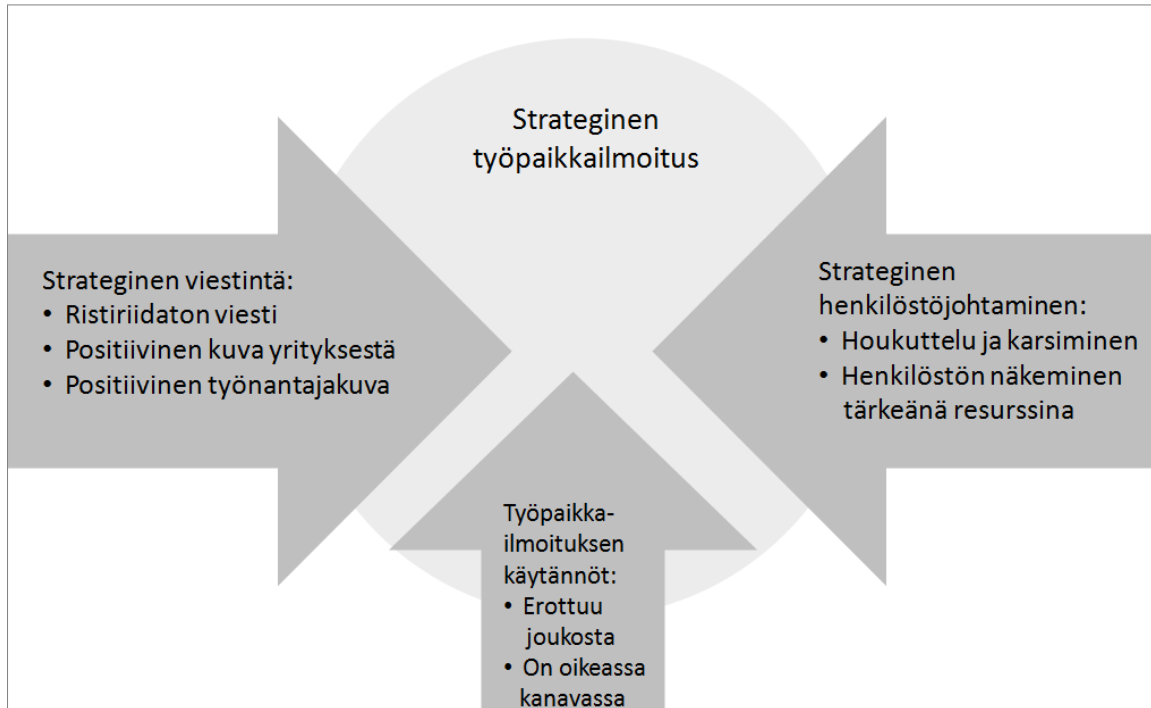 Strateginen
työpaikkailmoitus
Strateginen viestintä:
• Ristiriidaton viesti
• Positiivinen kuva yrityksestä
• Positiivinen työnantajakuva
Strateginen
henkilöstöjohtaminen:
• Houkuttelu ja karsiminen
• Henkilöstön näkeminen
tärkeänä resurssina
Työpaikka-
ilmoituksen
käytännöt:
• Erottuu
joukosta
• On oikeassa
kanavassa